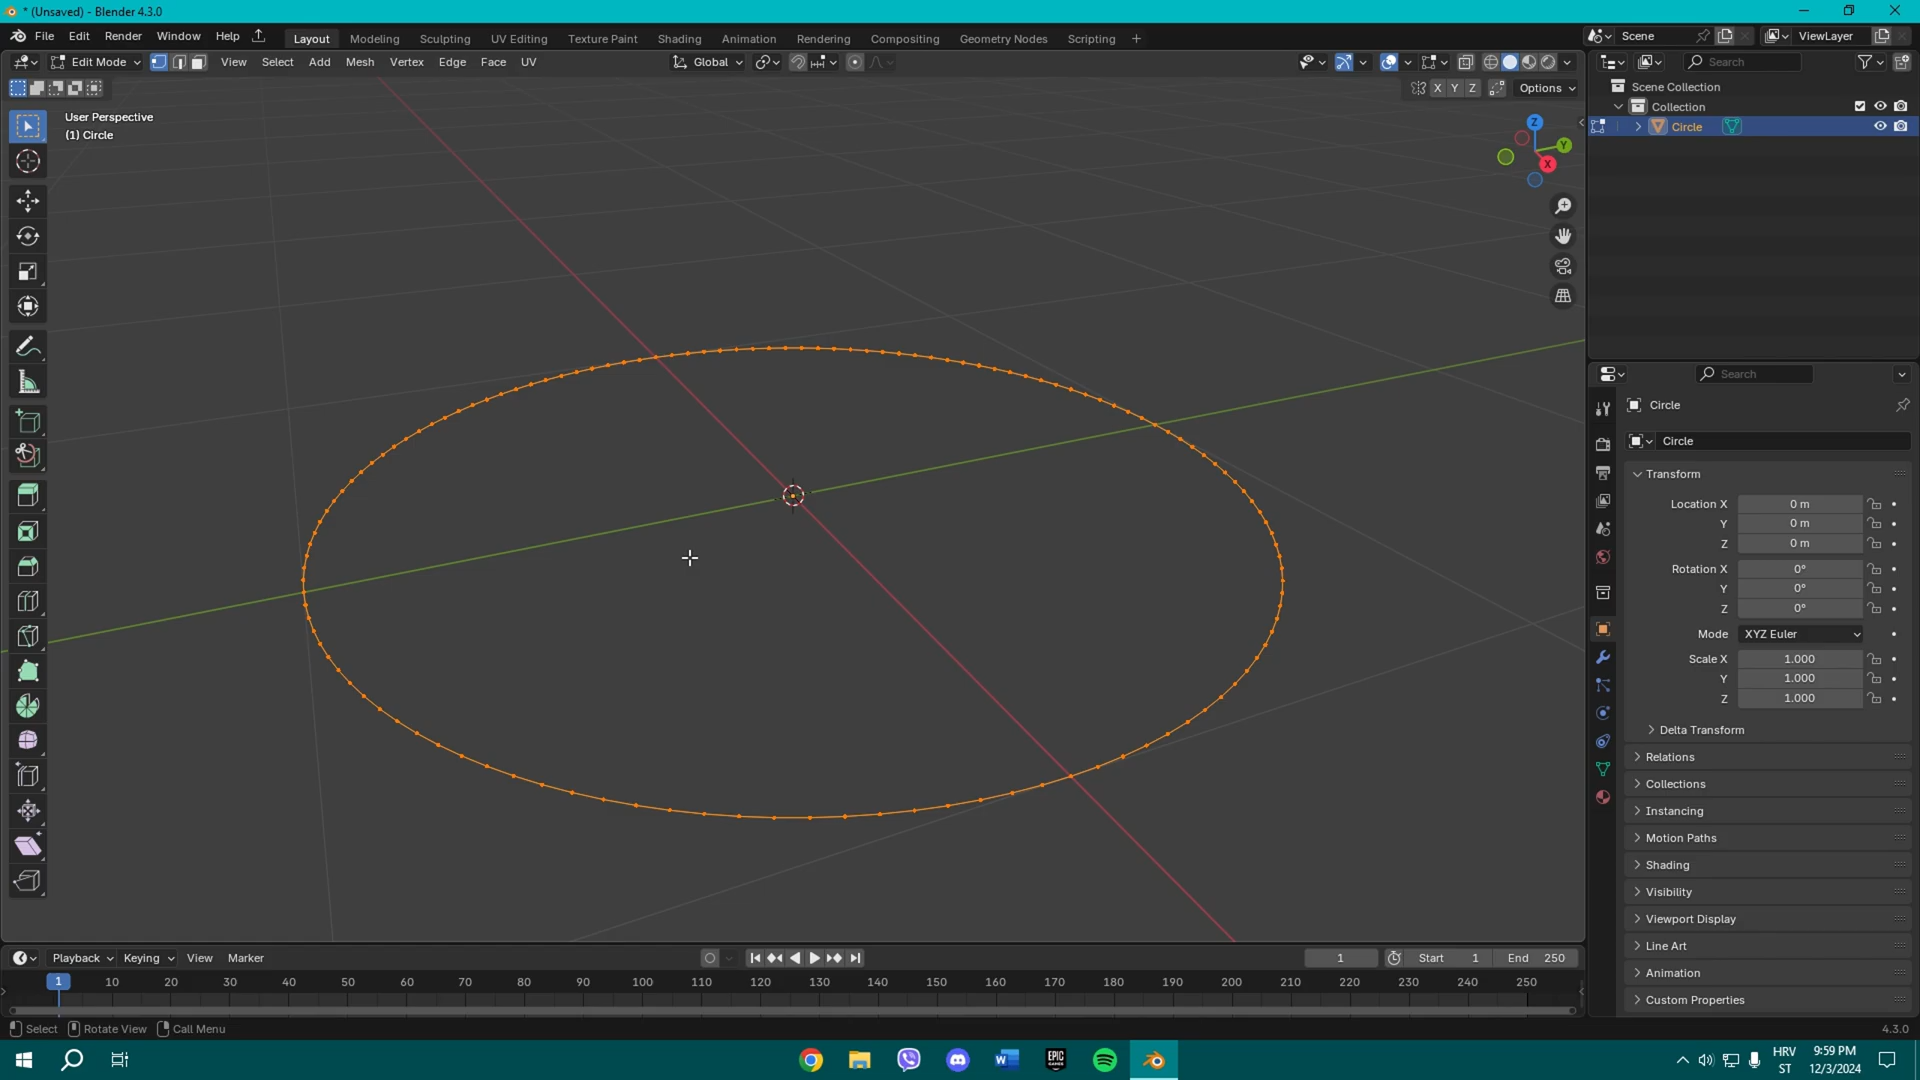 * (Unsaved) - Blender 4.3.0
File Edit Render Window Help
Layout Modeling Sculpting UV Editing Texture Paint Shading Animation Rendering Compositing Geometry Nodes Scripting +
Scene
ViewLayer
Edit Mode View Select Add Mesh Vertex Edge Face UV
Global
X Y Z Options
User Perspective
(1) Circle
Z
Y
X
Search
Scene Collection
Collection
Circle
Search
Circle
Circle
Transform
Location X 0 m
Y 0 m
Z 0 m
Rotation X 0°
Y 0°
Z 0°
Mode XYZ Euler
Scale X 1.000
Y 1.000
Z 1.000
Delta Transform
Relations
Collections
Instancing
Motion Paths
Shading
Visibility
Viewport Display
Line Art
Animation
Custom Properties
Playback Keying View Marker
1 Start 1 End 250
1 10 20 30 40 50 60 70 80 90 100 110 120 130 140 150 160 170 180 190 200 210 220 230 240 250
Select Rotate View Call Menu
4.3.0
EPIC GAMES
HRV
ST
9:59 PM
12/3/2024